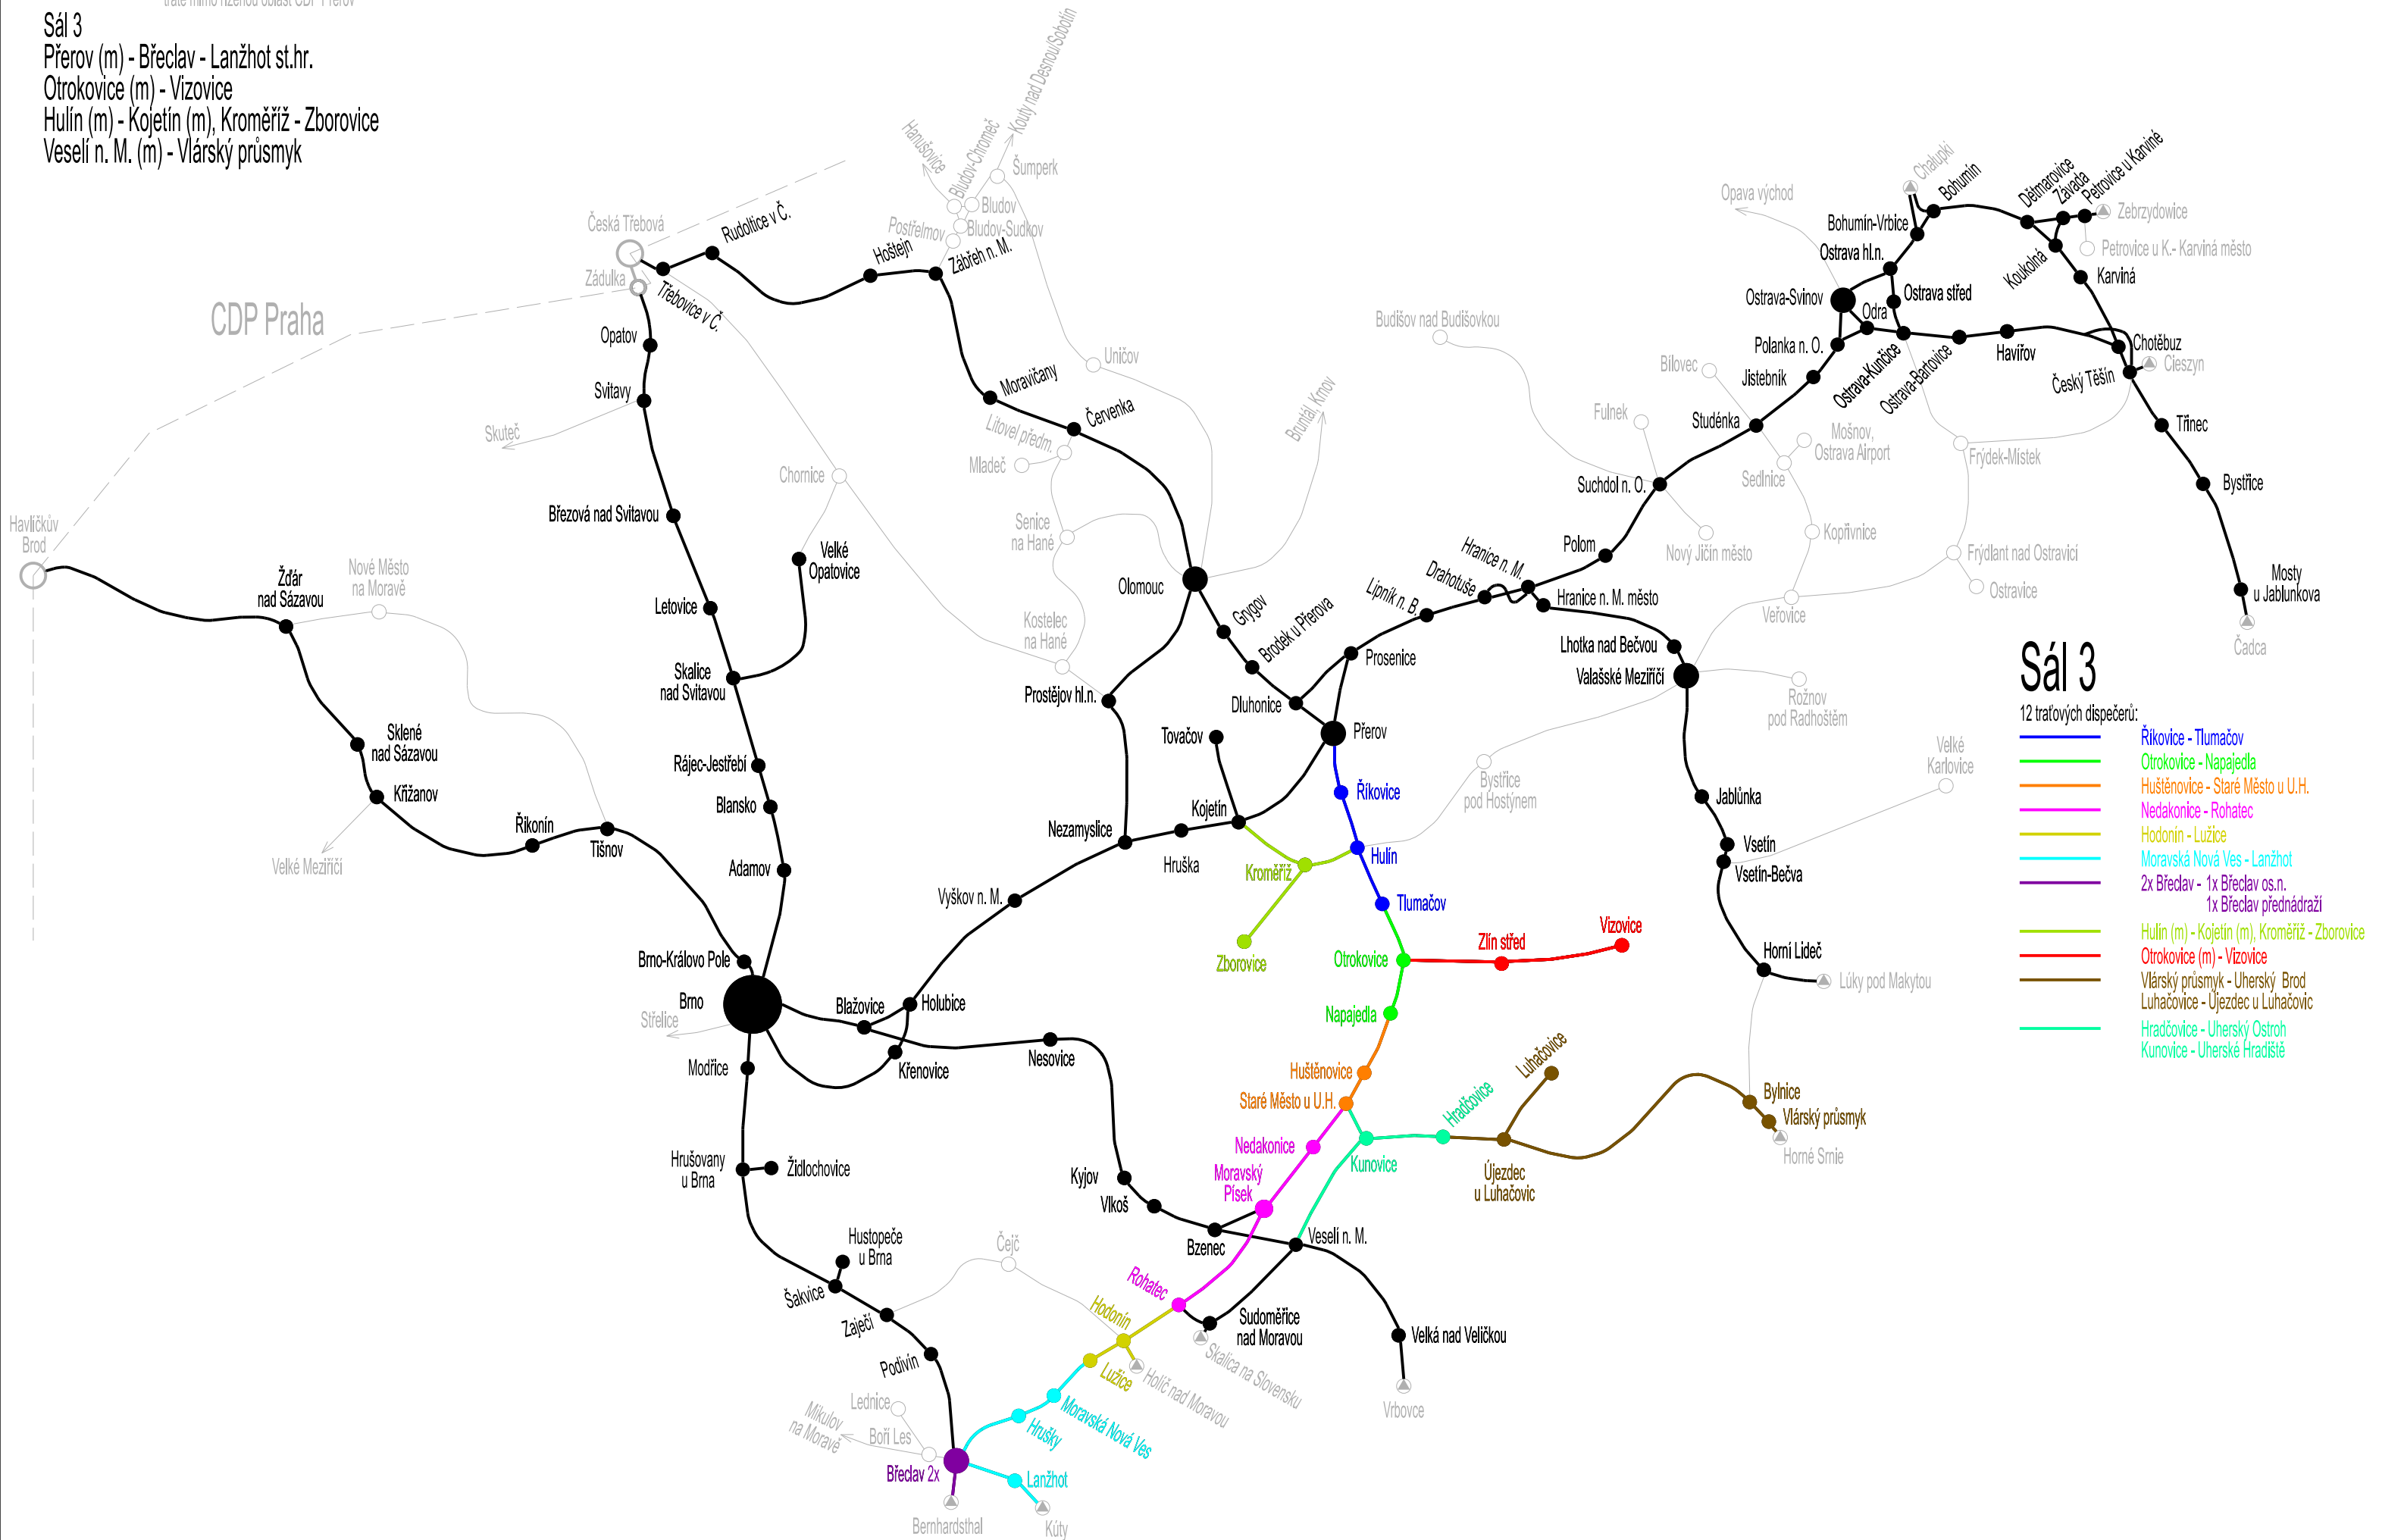 tratě mimo řízenou oblast CDP Přerov
Sál 3
Přerov (m) - Břeclav - Lanžhot st.hr.
Otrokovice (m) - Vizovice
Hulín (m) - Kojetín (m), Kroměříž - Zborovice
Veselí n. M. (m) - Vlárský průsmyk
CDP Praha
Česká Třebová
Zádulka
Třebovice v Č.
Rudoltice v Č.
Hoštejn
Zábřeh n. M.
Postřelmov
Bludov-Sudkov
Bludov
Bludov-Chromeč
Hanušovice
Šumperk
Kouty nad Desnou/Sobotín
Opatov
Svitavy
Skuteč
Březová nad Svitavou
Letovice
Velké
Opatovice
Chornice
Skalice
nad Svitavou
Rájec-Jestřebí
Blansko
Adamov
Moravičany
Červenka
Litovel předm.
Mladeč
Uničov
Bruntál, Krnov
Senice
na Hané
Kostelec
na Hané
Prostějov hl.n.
Olomouc
Grygov
Brodek u Přerova
Dluhonice
Přerov
Prosenice
Lipník n. B.
Drahotuše
Hranice n. M.
Hranice n. M. město
Polom
Suchdol n. O.
Budišov nad Budišovkou
Fulnek
Nový Jičín město
Bílovec
Studénka
Mošnov,
Ostrava Airport
Sedlnice
Kopřivnice
Veřovice
Jistebník
Polanka n. O.
Ostrava-Svinov
Odra
Opava východ
Ostrava hl.n.
Ostrava střed
Bohumín-Vrbice
Chalupki
Bohumín
Dětmarovice
Závada
Petrovice u Karviné
Zebrzydowice
Petrovice u K.- Karviná město
Koukolná
Karviná
Ostrava-Kunčice
Ostrava-Bartovice
Havířov
Chotěbuz
Cieszyn
Český Těšín
Třinec
Bystřice
Mosty
u Jablunkova
Čadca
Frýdek-Místek
Frýdlant nad Ostravicí
Ostravice
Lhotka nad Bečvou
Valašské Meziříčí
Rožnov
pod Radhoštěm
Velké
Karlovice
Bystřice
pod Hostýnem
Jablůnka
Vsetín
Vsetín-Bečva
Horní Lideč
Lúky pod Makytou
Havlíčkův
Brod
Žďár
nad Sázavou
Nové Město
na Moravě
Sklené
nad Sázavou
Křižanov
Velké Meziříčí
Řikonín
Tišnov
Brno-Královo Pole
Brno
Střelice
Modřice
Hrušovany
u Brna
Židlochovice
Hustopeče
u Brna
Šakvice
Zaječí
Podivín
Čejč
Lednice
Mikulov
na Moravě
Boří Les
Břeclav 2x
Bernhardsthal
Blažovice
Holubice
Křenovice
Vyškov n. M.
Nezamyslice
Hruška
Kojetín
Tovačov
Nesovice
Kyjov
Vlkoš
Bzenec
Veselí n. M.
Velká nad Veličkou
Vrbovce
Sudoměřice
nad Moravou
Skalica na Slovensku
Říkovice
Hulín
Kroměříž
Zborovice
Tlumačov
Otrokovice
Zlín střed
Vizovice
Napajedla
Huštěnovice
Staré Město u U.H.
Nedakonice
Moravský
Písek
Kunovice
Hradčovice
Luhačovice
Újezdec
u Luhačovic
Bylnice
Vlárský průsmyk
Horné Srnie
Rohatec
Hodonín
Lužice
Holíč nad Moravou
Moravská Nová Ves
Hrušky
Lanžhot
Kúty
Sál 3
12 traťových dispečerů:
Říkovice - Tlumačov
Otrokovice - Napajedla
Huštěnovice - Staré Město u U.H.
Nedakonice - Rohatec
Hodonín - Lužice
Moravská Nová Ves - Lanžhot
2x Břeclav - 1x Břeclav os.n.
1x Břeclav přednádraží
Hulín (m) - Kojetín (m), Kroměříž - Zborovice
Otrokovice (m) - Vizovice
Vlárský průsmyk - Uherský Brod
Luhačovice - Újezdec u Luhačovic
Hradčovice - Uherský Ostroh
Kunovice - Uherské Hradiště